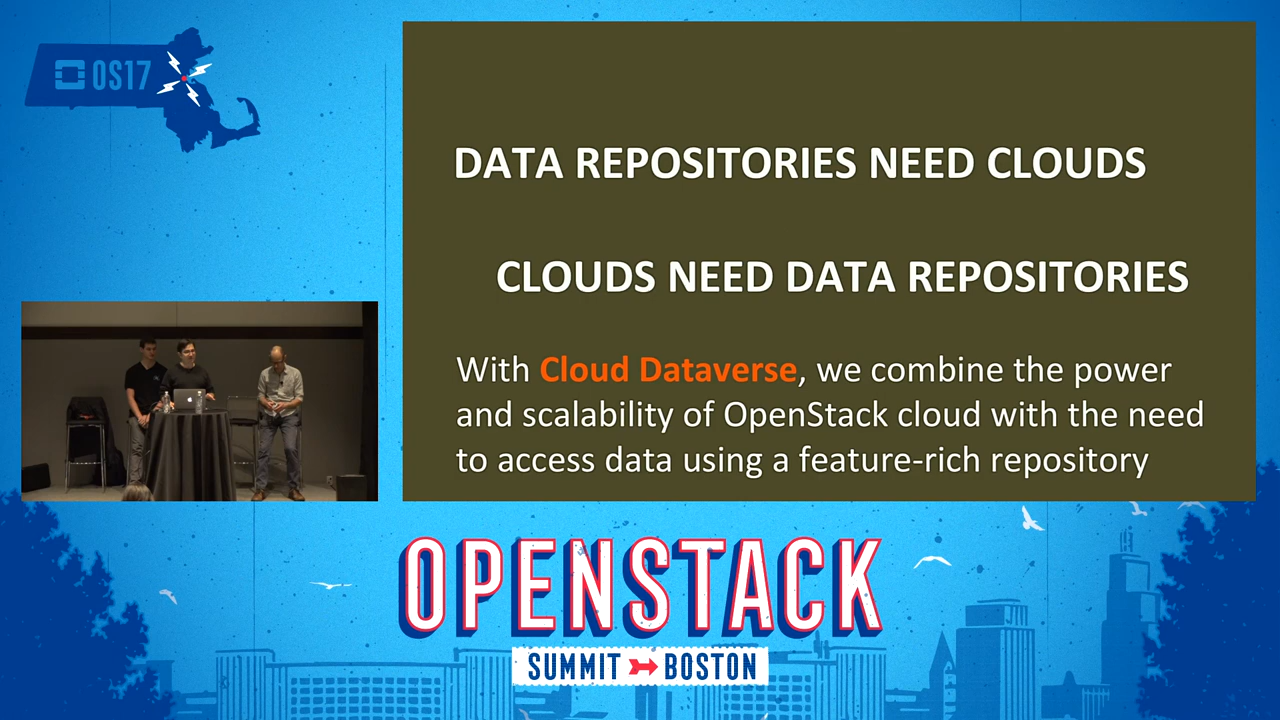 OS17
DATA REPOSITORIES NEED CLOUDS
CLOUDS NEED DATA REPOSITORIES
With Cloud Dataverse, we combine the power
and scalability of OpenStack cloud with the need
to access data using a feature-rich repository
OPENSTACK
SUMMIT BOSTON